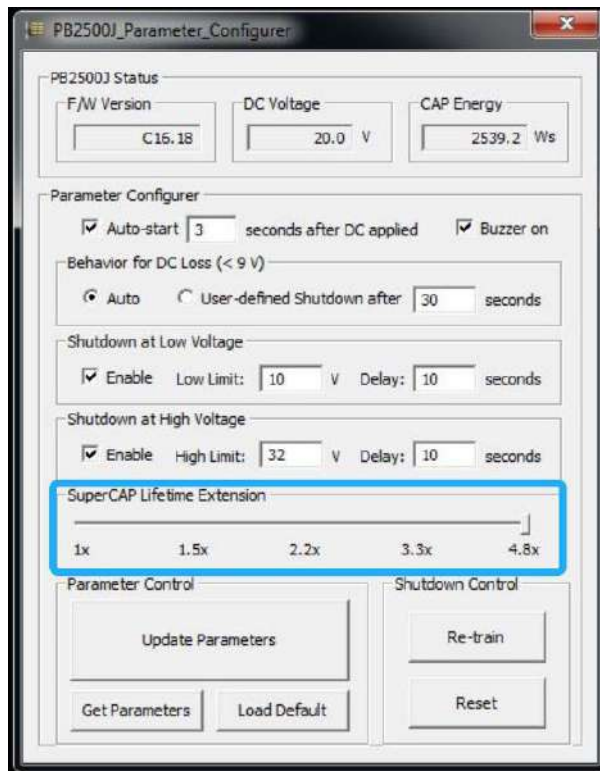 PB2500J_Parameter_Configurer
PB2500J Status
F/W Version DC Voltage CAP Energy
C16.18 20.0 V 2539.2 Ws
Parameter Configurer
Auto-start 3 seconds after DC applied Buzzer on
Behavior for DC Loss (< 9 V)
Auto User-defined Shutdown after 30 seconds
Shutdown at Low Voltage
Enable Low Limit: 10 V Delay: 10 seconds
Shutdown at High Voltage
Enable High Limit: 32 V Delay: 10 seconds
SuperCAP Lifetime Extension
1x 1.5x 2.2x 3.3x 4.8x
Parameter Control Shutdown Control
Update Parameters Re-train
Get Parameters Load Default Reset